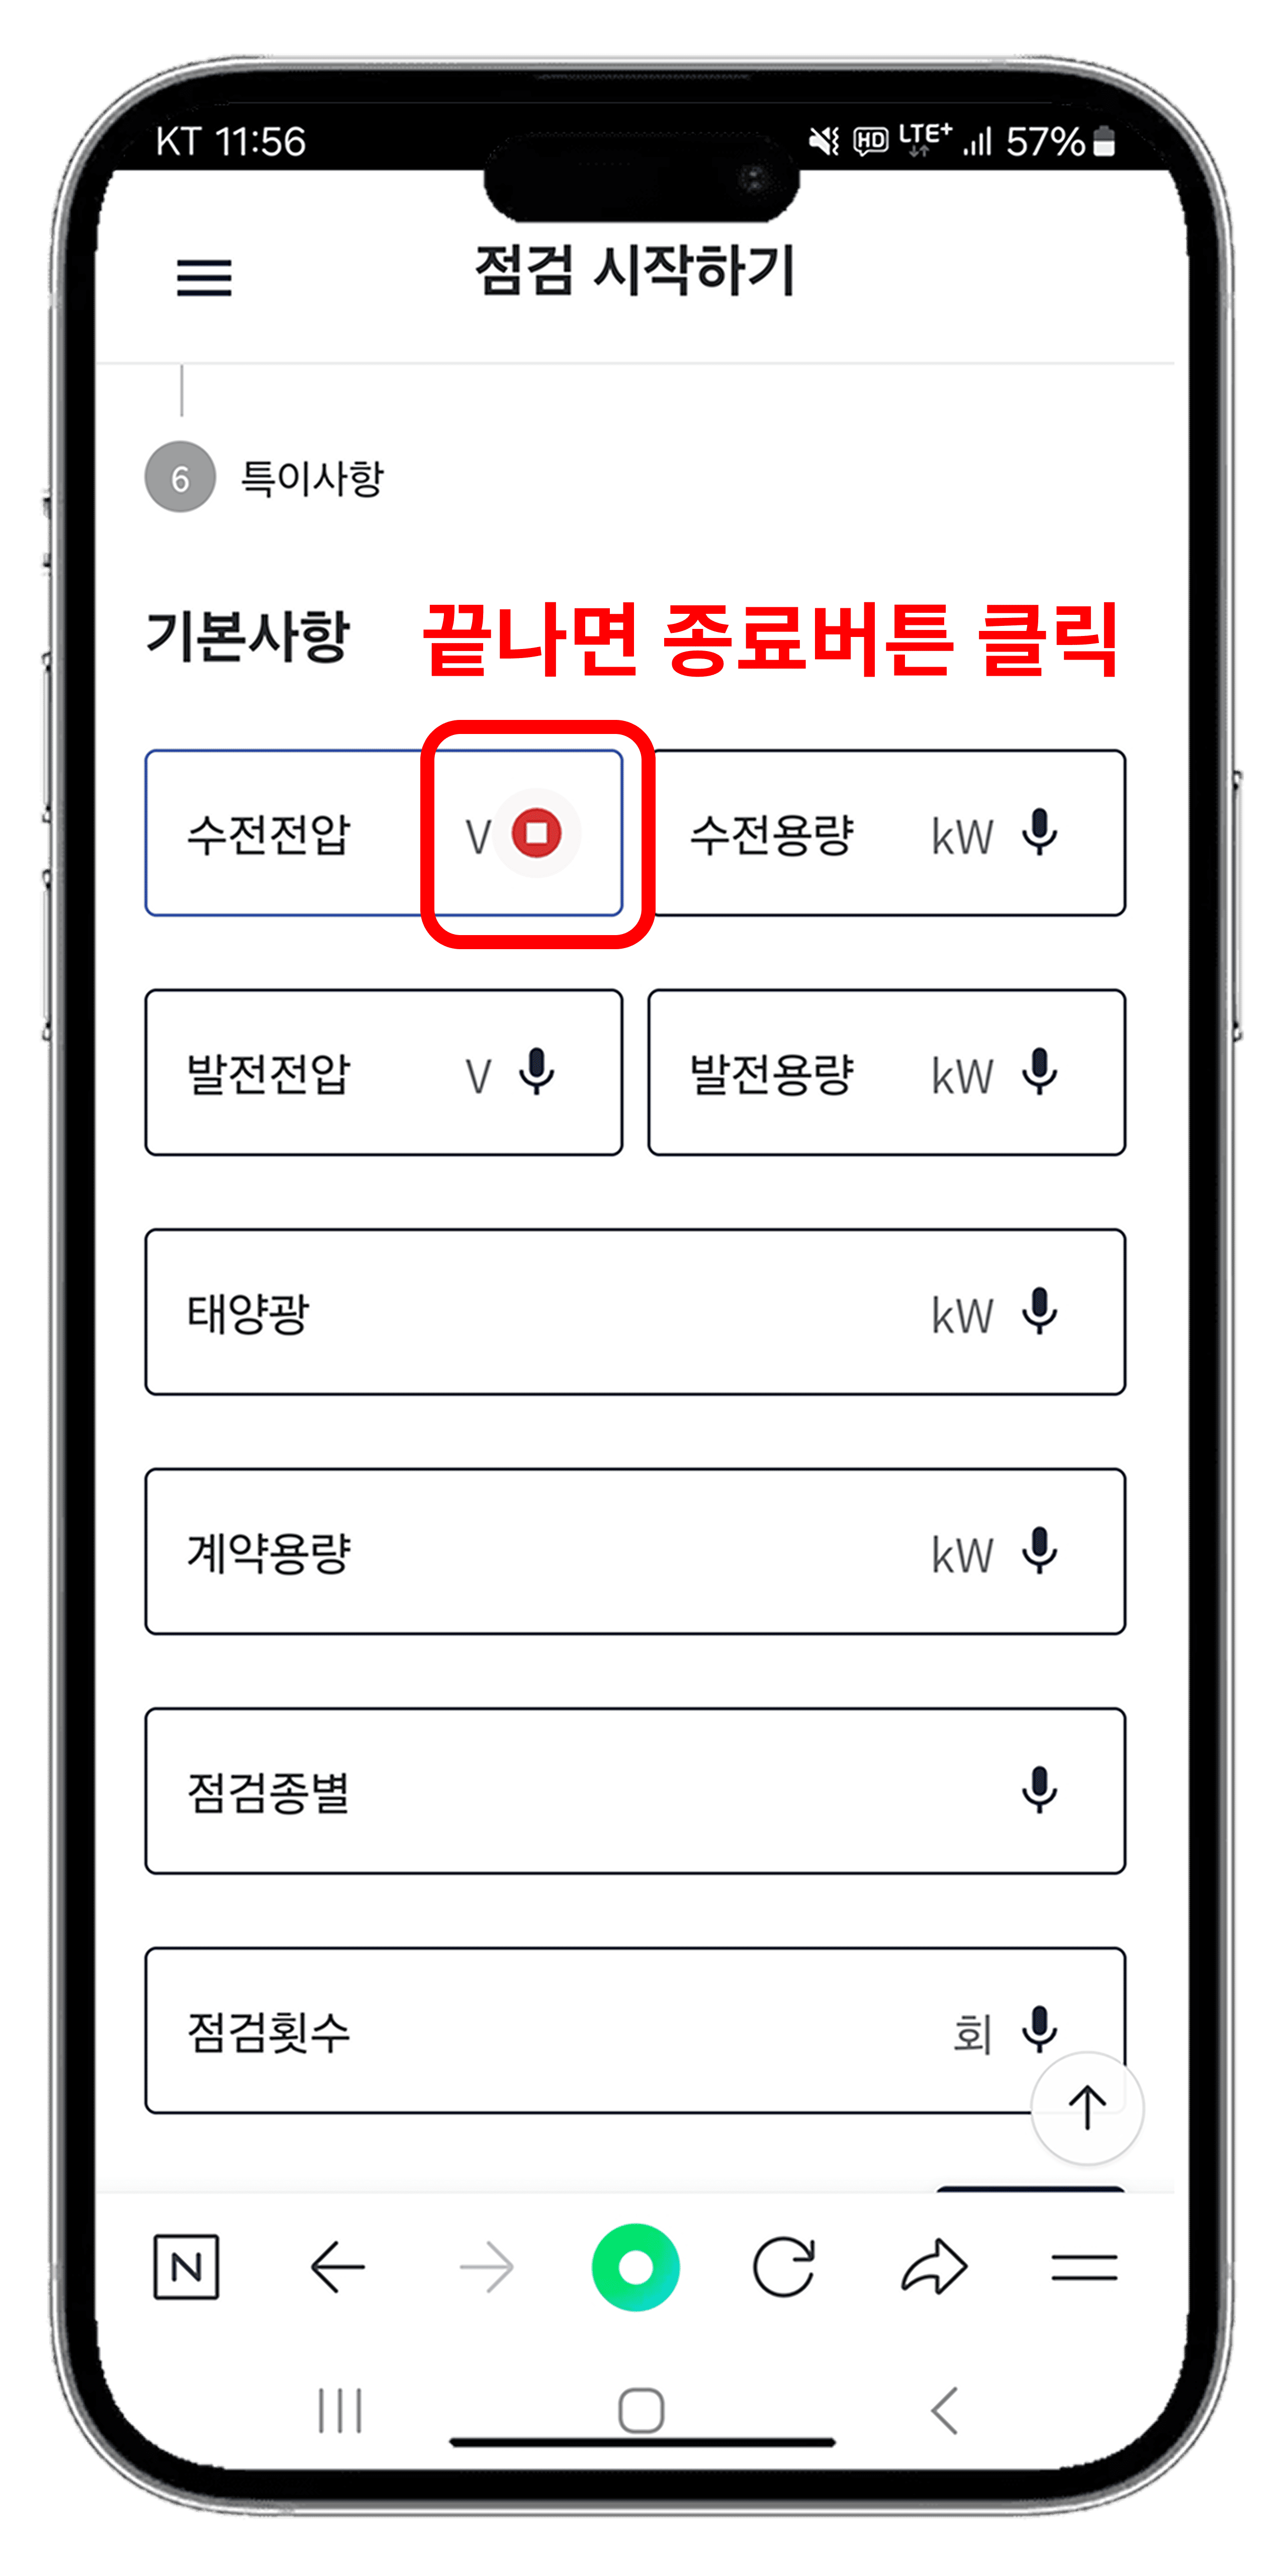 KT 11:56 HD LTE+ 57%
점검 시작하기
6 특이사항
기본사항 끝나면 종료버튼 클릭
수전전압 V 수전용량 kW
발전전압 V 발전용량 kW
태양광 kW
계약용량 kW
점검종별
점검횟수 회
N